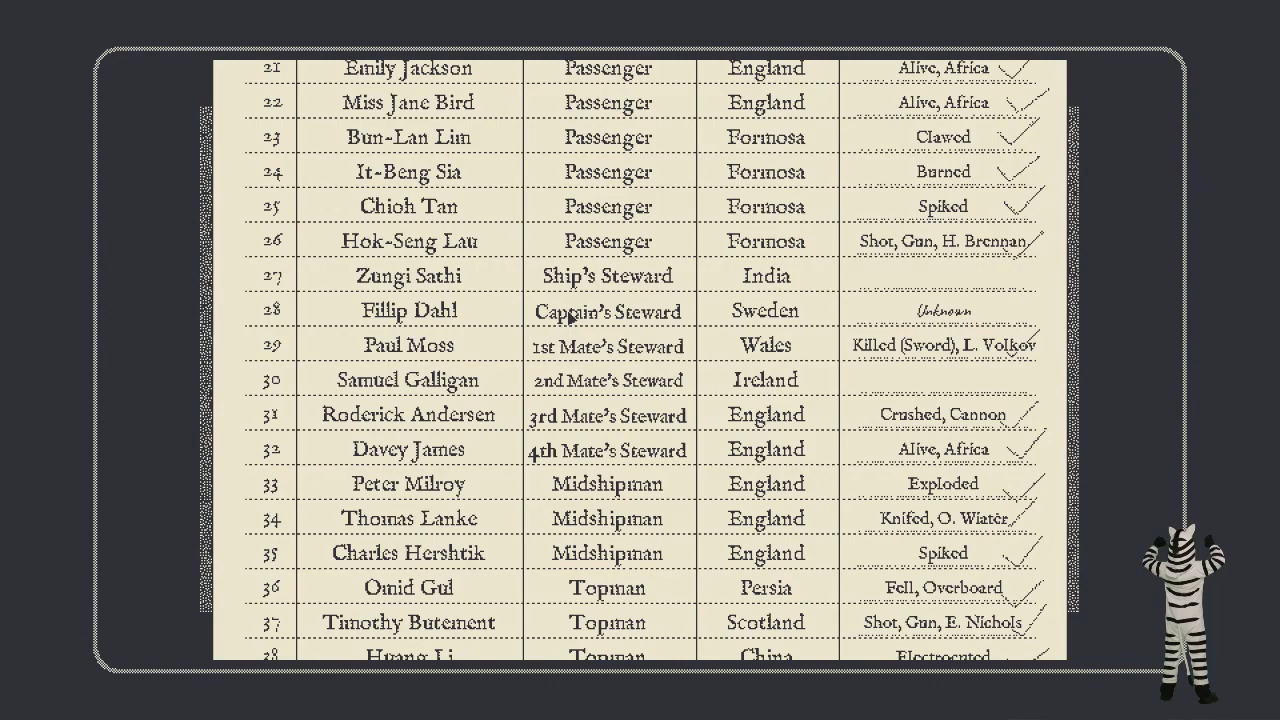 21 Emily Jackson Passenger England Alive, Africa
22 Miss Jane Bird Passenger England Alive, Africa
23 Bun-Lan Lim Passenger Formosa Clawed
24 It-Beng Sia Passenger Formosa Burned
25 Chioh Tan Passenger Formosa Spiked
26 Hok-Seng Lau Passenger Formosa Shot, Gun, H. Brennan
27 Zungi Sathi Ship's Steward India
28 Fillip Dahl Captain's Steward Sweden Unknown
29 Paul Moss 1st Mate's Steward Wales Killed (Sword), L. Volkov
30 Samuel Galligan 2nd Mate's Steward Ireland
31 Roderick Andersen 3rd Mate's Steward England Crushed, Cannon
32 Davey James 4th Mate's Steward England Alive, Africa
33 Peter Milroy Midshipman England Exploded
34 Thomas Lanke Midshipman England Knifed, O. Wiater
35 Charles Hershtik Midshipman England Spiked
36 Omid Gul Topman Persia Fell, Overboard
37 Timothy Butement Topman Scotland Shot, Gun, E. Nichols
38 Huang Li Topman China Electrocuted